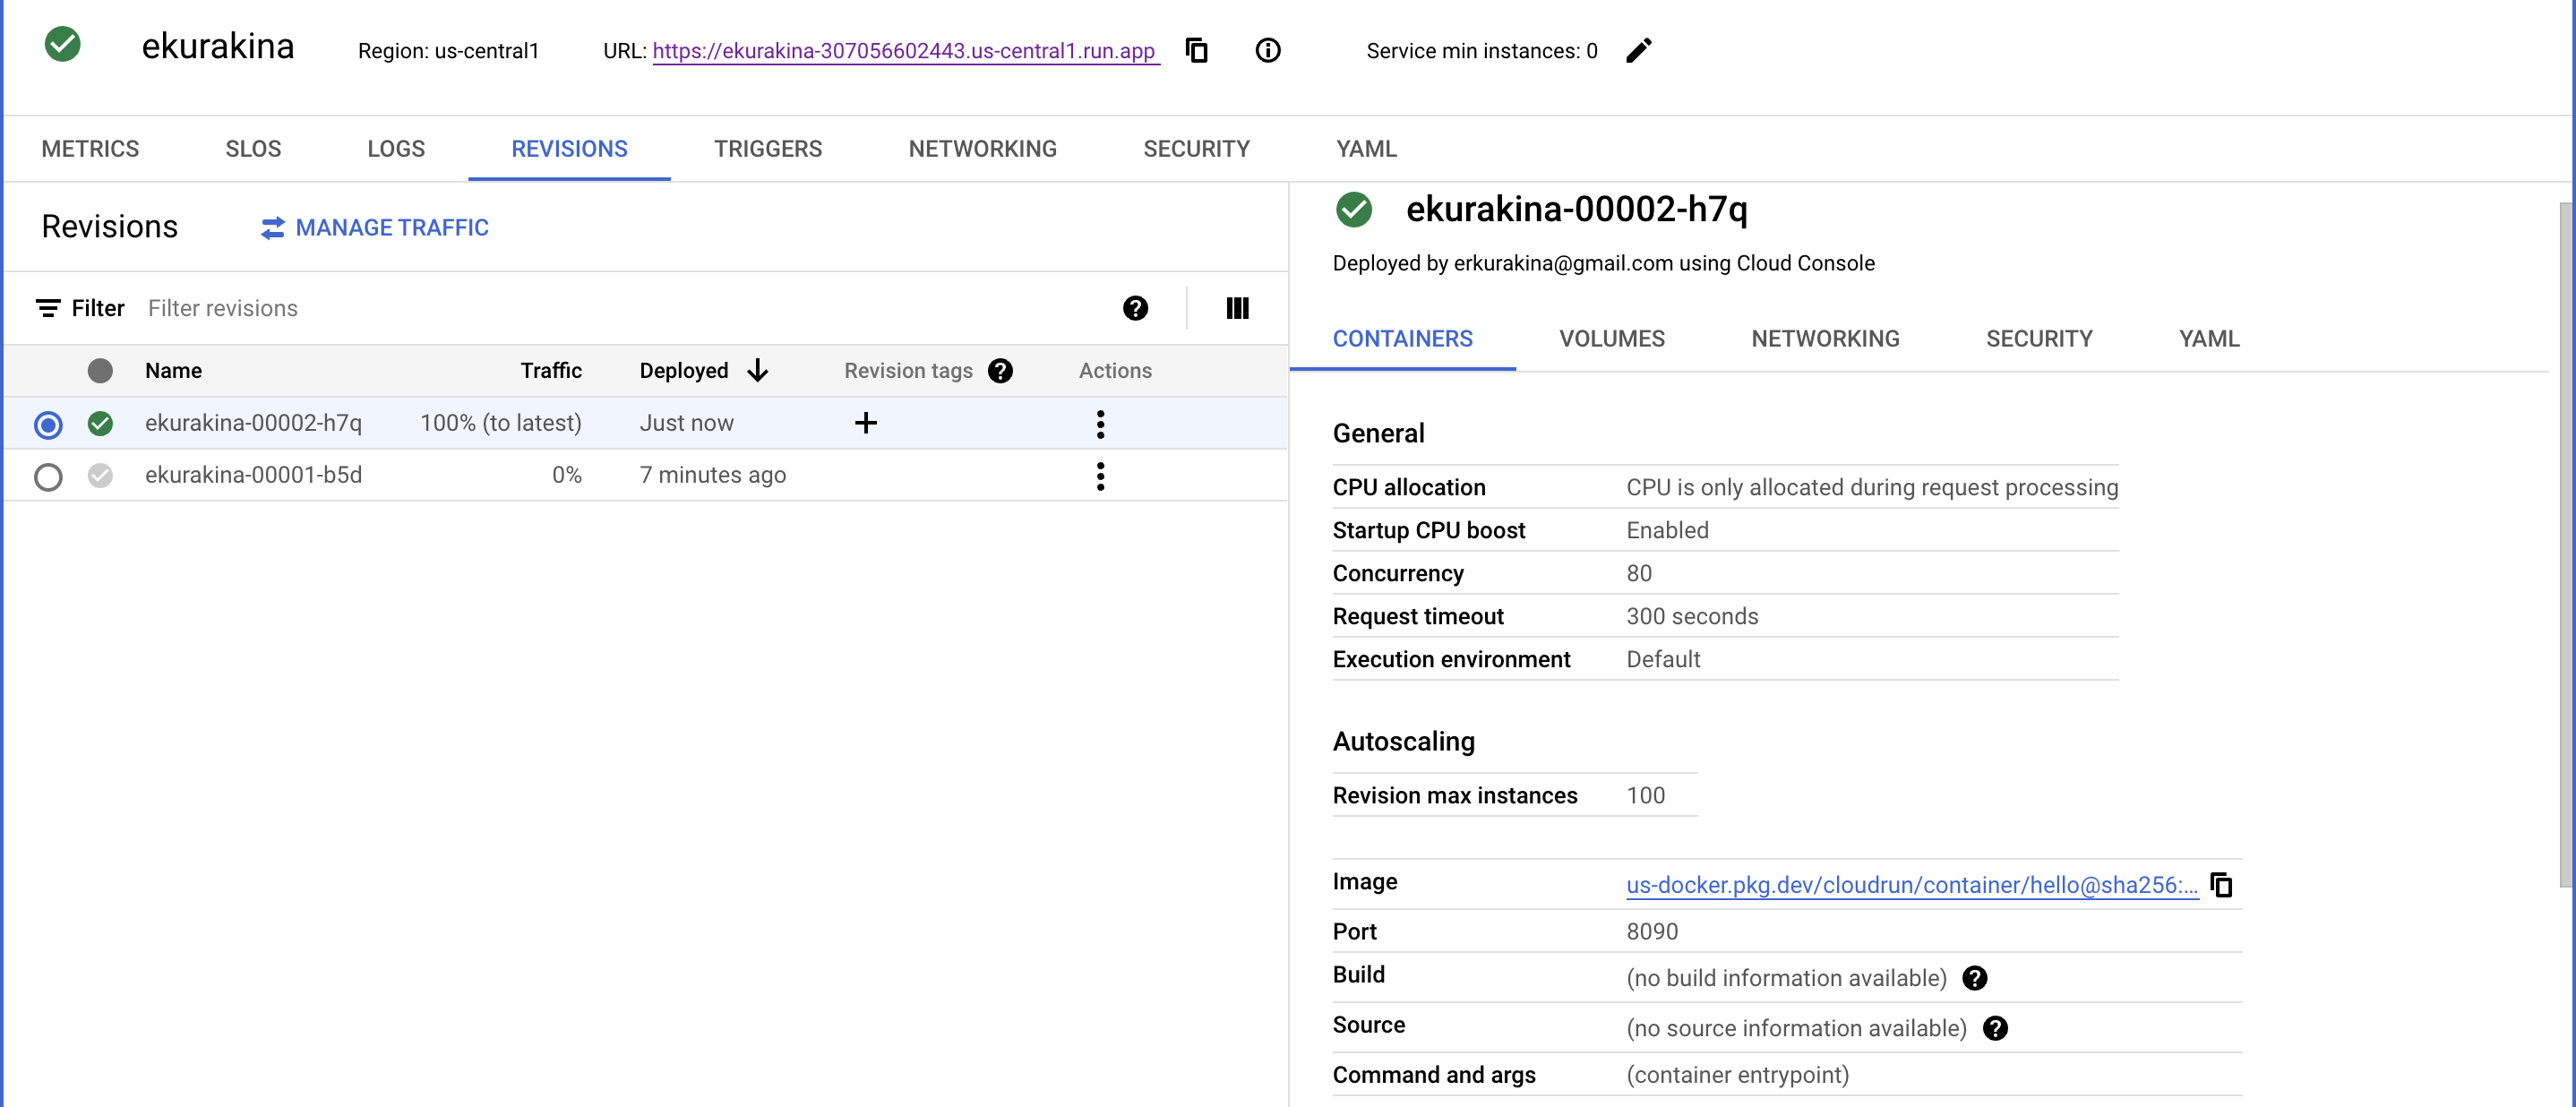 ekurakina Region: us-central1 URL: https://ekurakina-307056602443.us-central1.run.app Service min instances: 0
METRICS SLOS LOGS REVISIONS TRIGGERS NETWORKING SECURITY YAML
Revisions MANAGE TRAFFIC
Filter Filter revisions
Name Traffic Deployed Revision tags Actions
ekurakina-00002-h7q 100% (to latest) Just now
ekurakina-00001-b5d 0% 7 minutes ago
ekurakina-00002-h7q
Deployed by erkurakina@gmail.com using Cloud Console
CONTAINERS VOLUMES NETWORKING SECURITY YAML
General
CPU allocation CPU is only allocated during request processing
Startup CPU boost Enabled
Concurrency 80
Request timeout 300 seconds
Execution environment Default
Autoscaling
Revision max instances 100
Image us-docker.pkg.dev/cloudrun/container/hello@sha256:...
Port 8090
Build (no build information available)
Source (no source information available)
Command and args (container entrypoint)